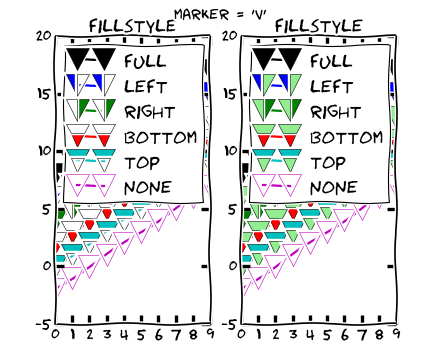 MARKER = 'V'
FILLSTYLE
20
15
10
5
0
-5
FULL
LEFT
RIGHT
BOTTOM
TOP
NONE
0 1 2 3 4 5 6 7 8 9
FILLSTYLE
20
15
10
5
0
-5
FULL
LEFT
RIGHT
BOTTOM
TOP
NONE
0 1 2 3 4 5 6 7 8 9